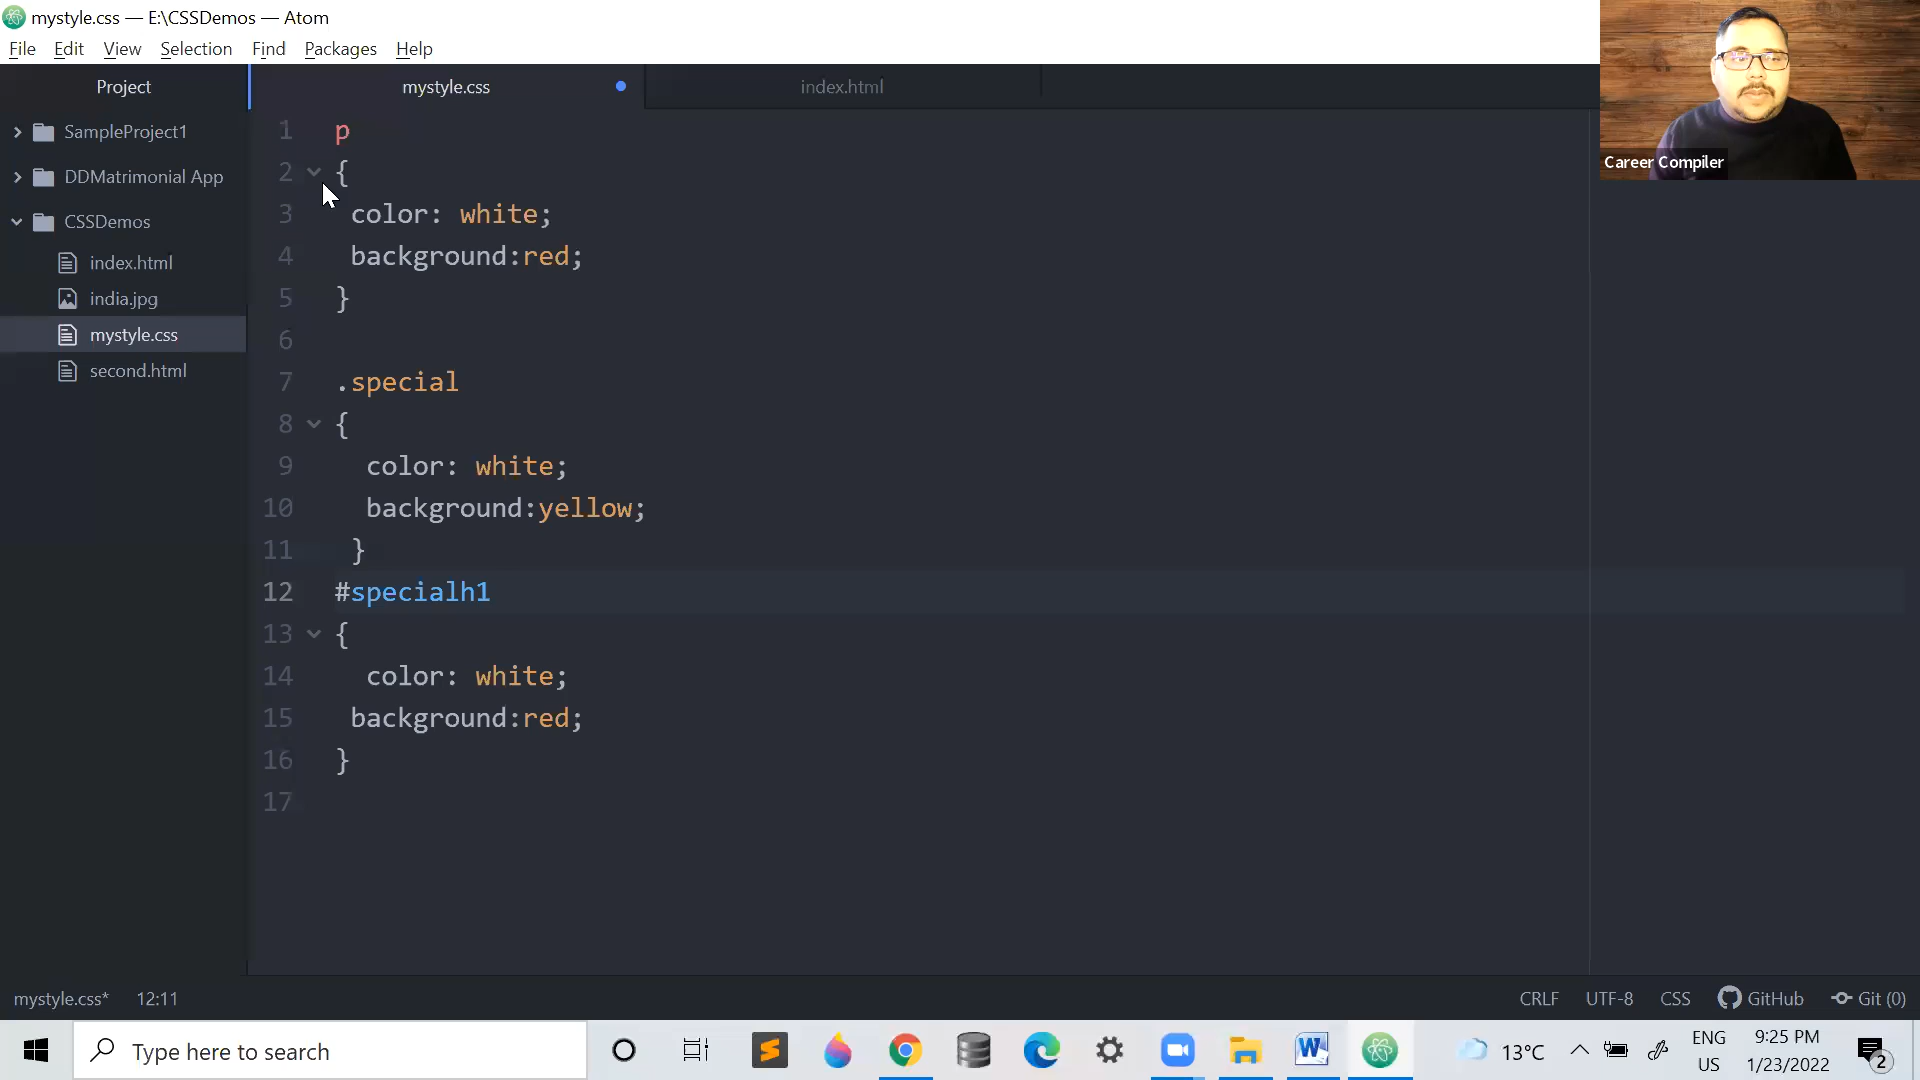 mystyle.css — E:\CSSDemos — Atom
File Edit View Selection Find Packages Help
Project
mystyle.css
index.html
SampleProject1
DDMatrimonial App
CSSDemos
index.html
india.jpg
mystyle.css
second.html
1 p
2 {
3 color: white;
4 background:red;
5 }
6
7 .special
8 {
9 color: white;
10 background:yellow;
11 }
12 #specialh1
13 {
14 color: white;
15 background:red;
16 }
17
Career Compiler
mystyle.css* 12:11
CRLF UTF-8 CSS GitHub Git (0)
Type here to search
13°C
ENG
US
9:25 PM
1/23/2022
2